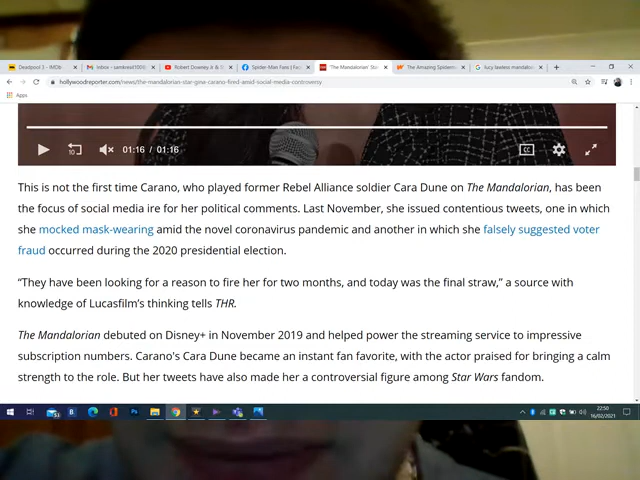 Deadpool 3 - IMDb
Inbox - samkrasil1009
Robert Downey Jr & S
Spider-Man Fans | Face
'The Mandalorian' Star
The Amazing Spiderm
lucy lawless mandalo
hollywoodreporter.com/news/the-mandalorian-star-gina-carano-fired-amid-social-media-controversy
Apps
10
01:16 / 01:16
CC
This is not the first time Carano, who played former Rebel Alliance soldier Cara Dune on The Mandalorian, has been
the focus of social media ire for her political comments. Last November, she issued contentious tweets, one in which
she mocked mask-wearing amid the novel coronavirus pandemic and another in which she falsely suggested voter
fraud occurred during the 2020 presidential election.
“They have been looking for a reason to fire her for two months, and today was the final straw,” a source with
knowledge of Lucasfilm’s thinking tells THR.
The Mandalorian debuted on Disney+ in November 2019 and helped power the streaming service to impressive
subscription numbers. Carano's Cara Dune became an instant fan favorite, with the actor praised for bringing a calm
strength to the role. But her tweets have also made her a controversial figure among Star Wars fandom.
22:50
16/02/2021